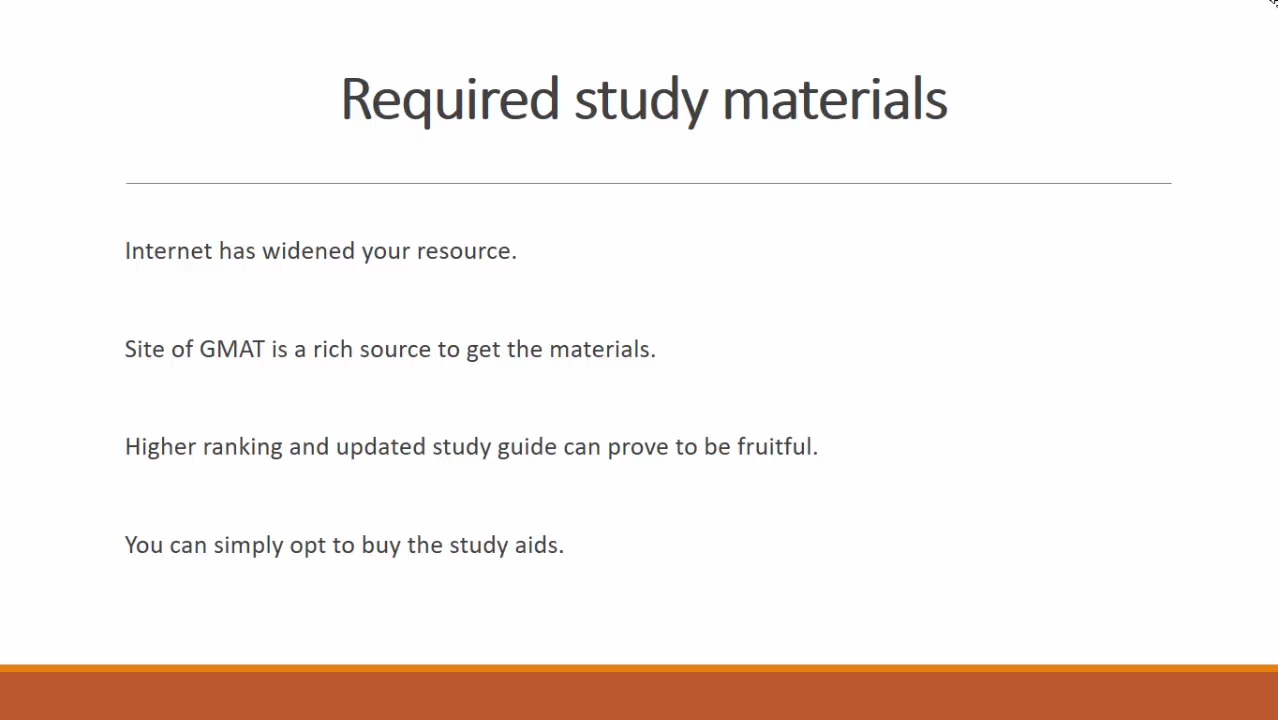 Required study materials
Internet has widened your resource.
Site of GMAT is a rich source to get the materials.
Higher ranking and updated study guide can prove to be fruitful.
You can simply opt to buy the study aids.